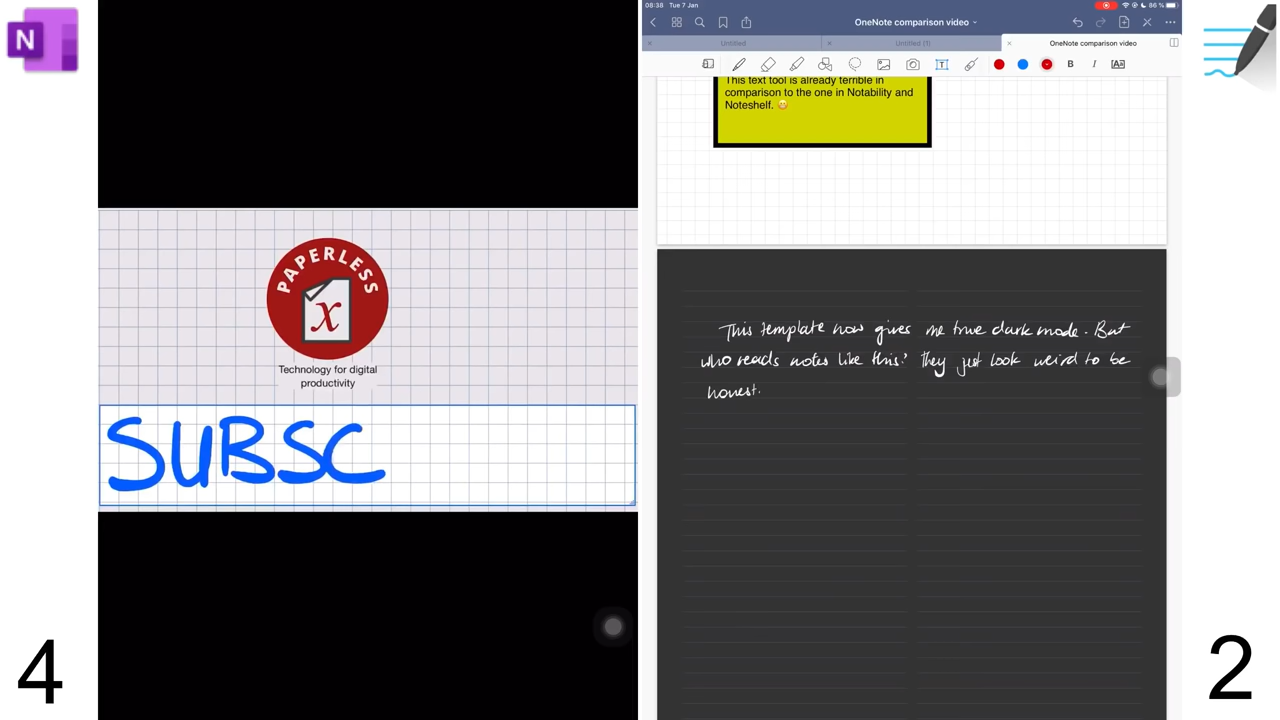 N
PAPERLESS
x
Technology for digital
productivity
SUBSC
4
08:38 Tue 7 Jan
86 %
OneNote comparison video
Untitled
Untitled (1)
OneNote comparison video
T
B
I
Aa
This text tool is already terrible in
comparison to the one in Notability and
Noteshelf. 😁
This template now gives me true dark mode. But
who reads notes like this? They just look weird to be
honest.
2